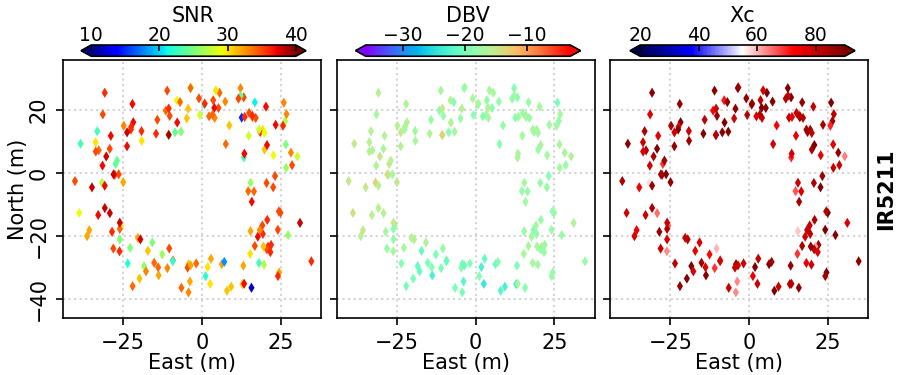 SNR DBV Xc
10 20 30 40 −30 −20 −10 20 40 60 80
20
0
−20
−40
North (m)
−25 0 25 −25 0 25 −25 0 25
East (m) East (m) East (m)
IR5211